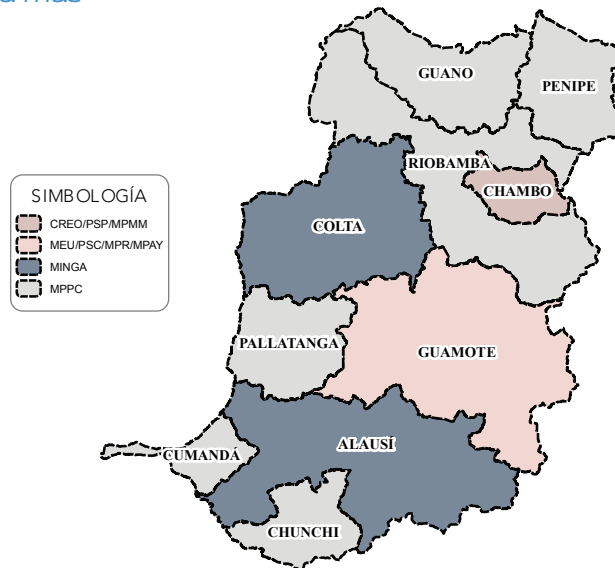 GUANO
PENIPE
RIOBAMBA
CHAMBO
SIMBOLOGÍA
CREO/PSP/MPMM
MEU/PSC/MPR/MPAY
MINGA
MPPC
COLTA
PALLATANGA
GUAMOTE
CUMANDÁ
ALAUSÍ
CHUNCHI